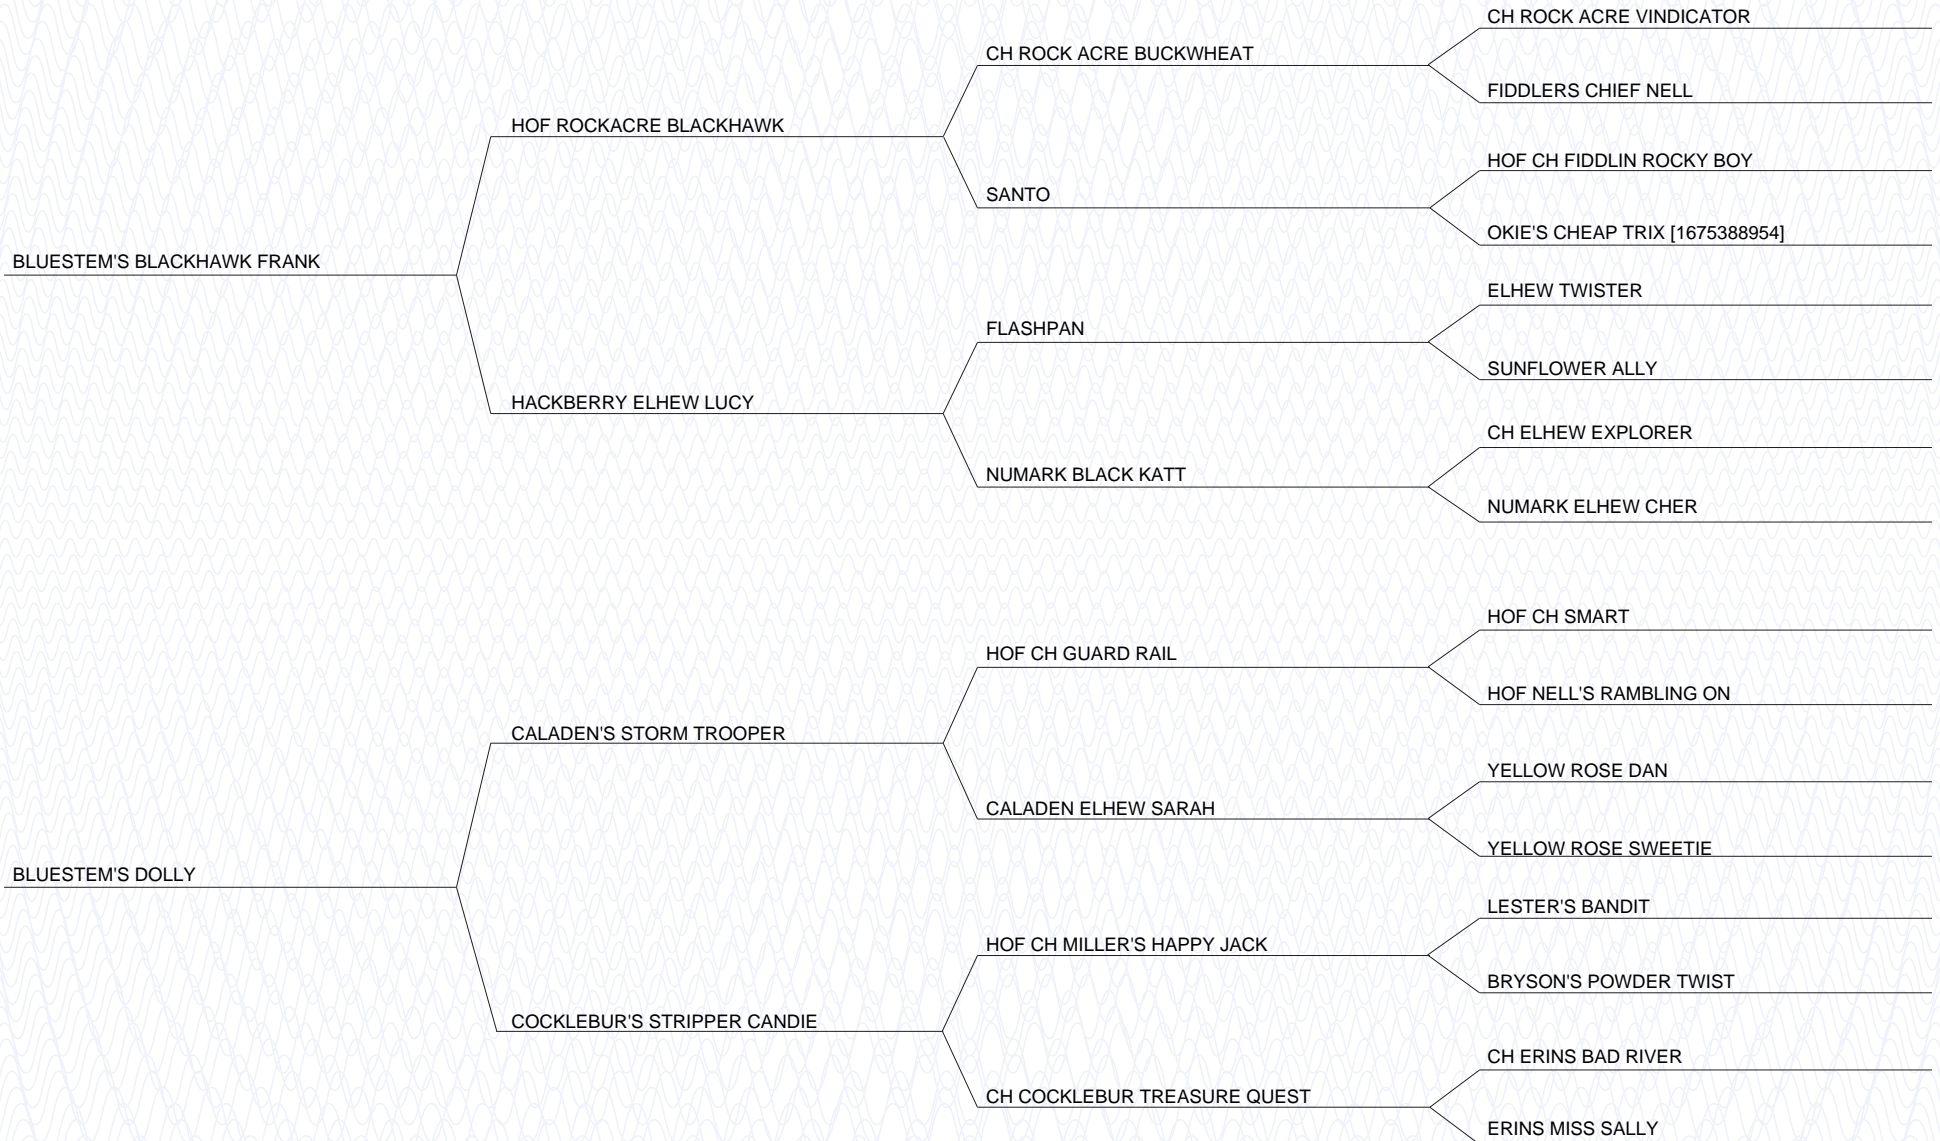 CH ROCK ACRE VINDICATOR
CH ROCK ACRE BUCKWHEAT
FIDDLERS CHIEF NELL
HOF ROCKACRE BLACKHAWK
HOF CH FIDDLIN ROCKY BOY
SANTO
OKIE'S CHEAP TRIX [1675388954]
BLUESTEM'S BLACKHAWK FRANK
ELHEW TWISTER
FLASHPAN
SUNFLOWER ALLY
HACKBERRY ELHEW LUCY
CH ELHEW EXPLORER
NUMARK BLACK KATT
NUMARK ELHEW CHER
HOF CH SMART
HOF CH GUARD RAIL
HOF NELL'S RAMBLING ON
CALADEN'S STORM TROOPER
YELLOW ROSE DAN
CALADEN ELHEW SARAH
YELLOW ROSE SWEETIE
BLUESTEM'S DOLLY
LESTER'S BANDIT
HOF CH MILLER'S HAPPY JACK
BRYSON'S POWDER TWIST
COCKLEBUR'S STRIPPER CANDIE
CH ERINS BAD RIVER
CH COCKLEBUR TREASURE QUEST
ERINS MISS SALLY